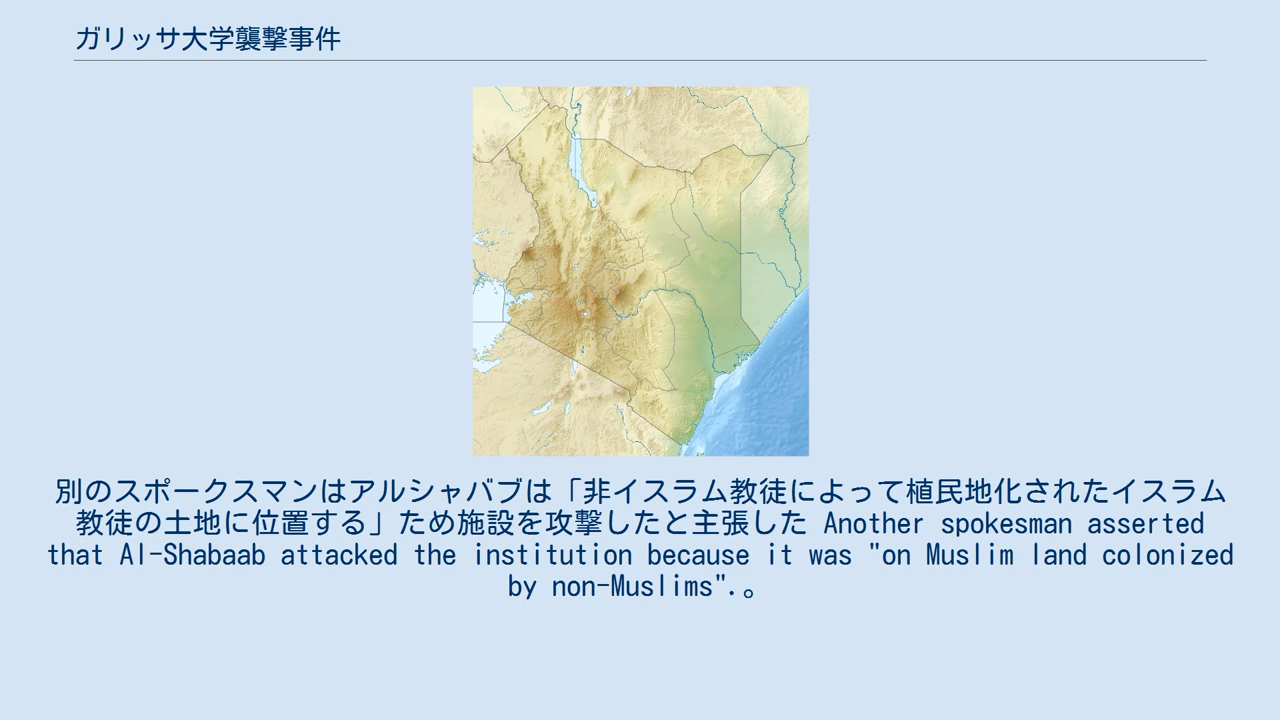 ガリッサ大学襲撃事件
別のスポークスマンはアルシャバブは「非イスラム教徒によって植民地化されたイスラム
教徒の土地に位置する」ため施設を攻撃したと主張した Another spokesman asserted
that Al-Shabaab attacked the institution because it was "on Muslim land colonized
by non-Muslims".。